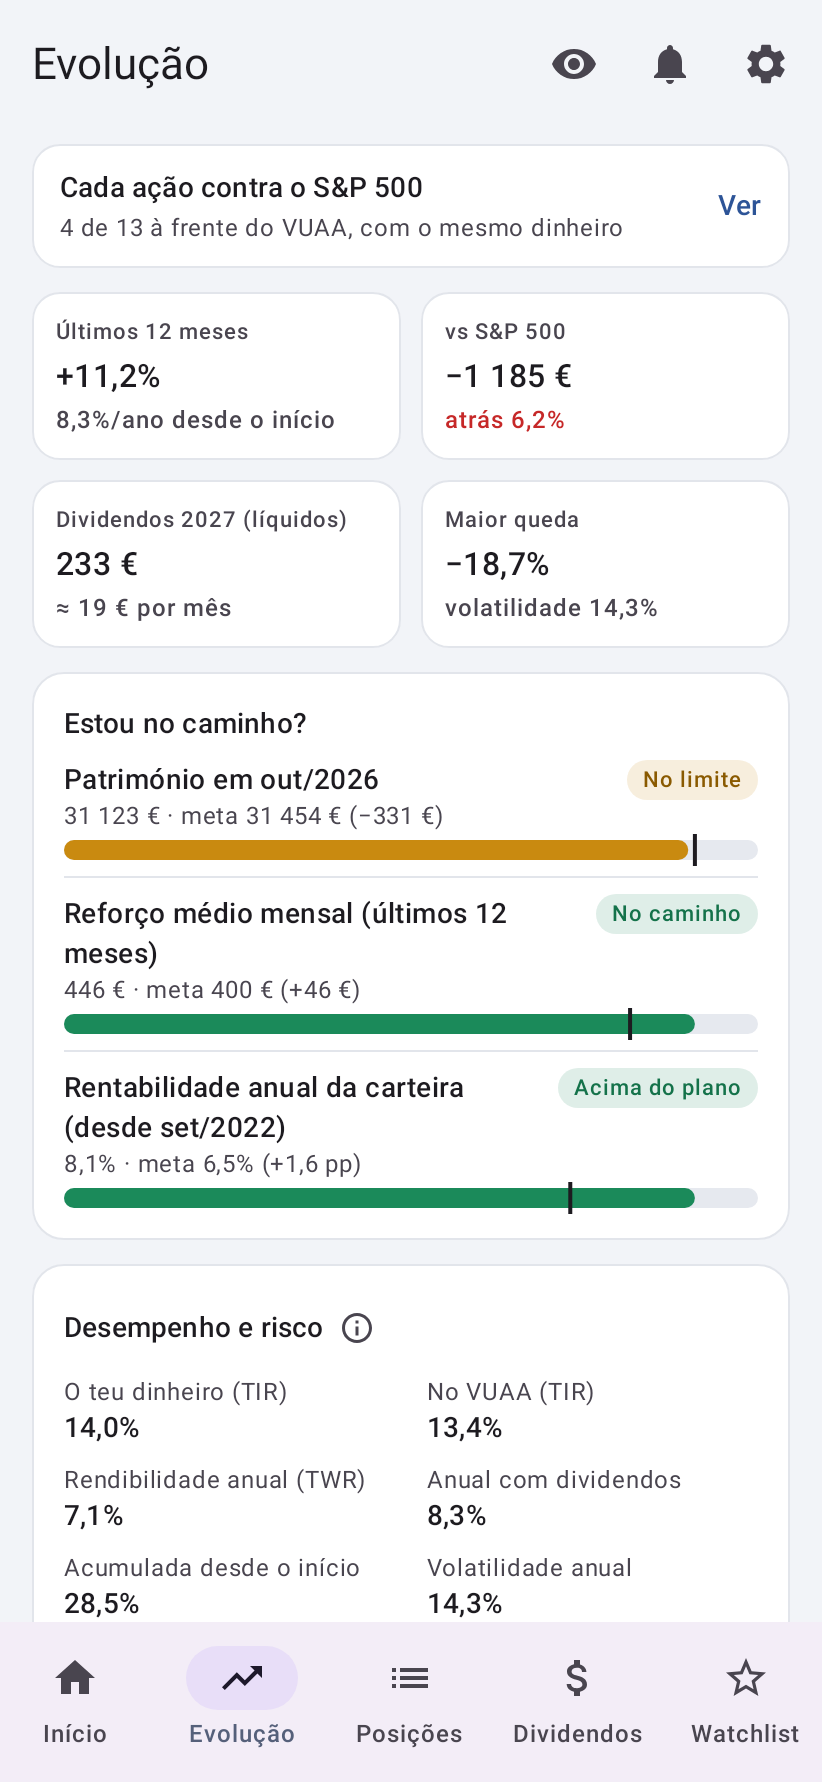 Evolução
Cada ação contra o S&P 500
4 de 13 à frente do VUAA, com o mesmo dinheiro
Ver
Últimos 12 meses
+11,2%
8,3%/ano desde o início
vs S&P 500
−1 185 €
atrás 6,2%
Dividendos 2027 (líquidos)
233 €
≈ 19 € por mês
Maior queda
−18,7%
volatilidade 14,3%
Estou no caminho?
Património em out/2026
No limite
31 123 € · meta 31 454 € (−331 €)
Reforço médio mensal (últimos 12
meses)
No caminho
446 € · meta 400 € (+46 €)
Rentabilidade anual da carteira
(desde set/2022)
Acima do plano
8,1% · meta 6,5% (+1,6 pp)
Desempenho e risco
O teu dinheiro (TIR)
14,0%
No VUAA (TIR)
13,4%
Rendibilidade anual (TWR)
7,1%
Anual com dividendos
8,3%
Acumulada desde o início
28,5%
Volatilidade anual
14,3%
Início
Evolução
Posições
Dividendos
Watchlist